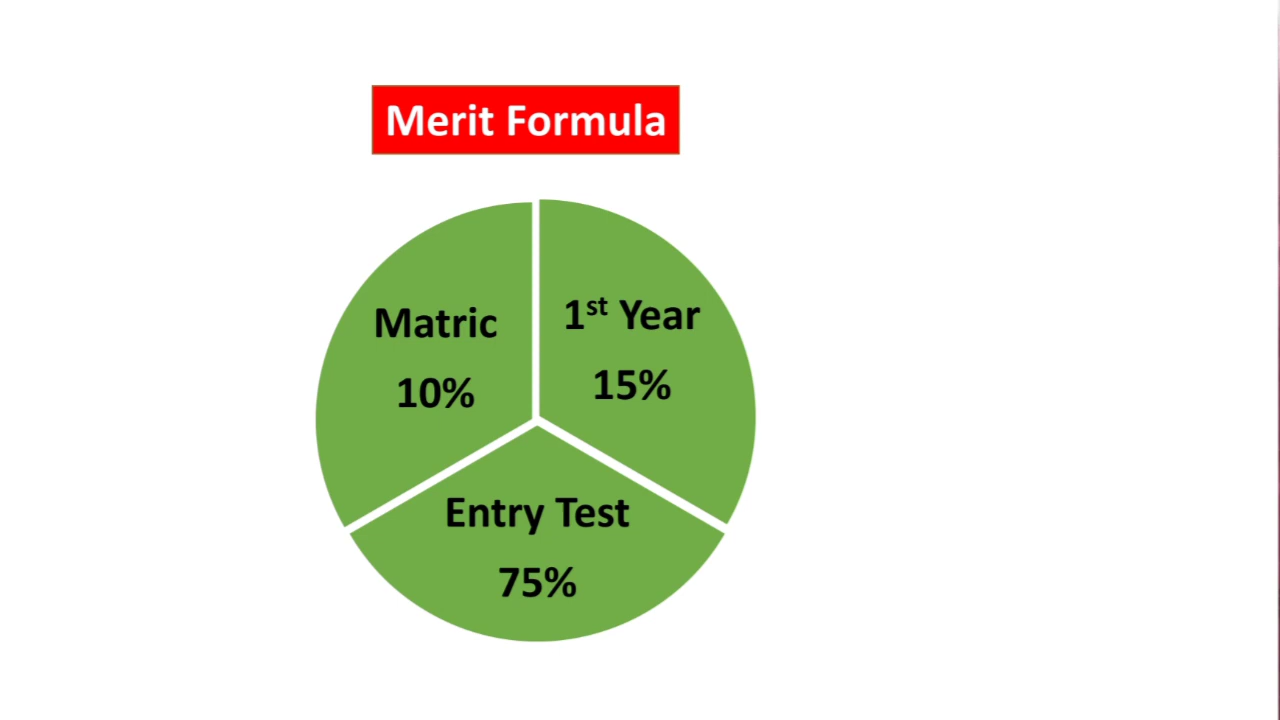 Merit Formula
Matric
10%
1st Year
15%
Entry Test
75%